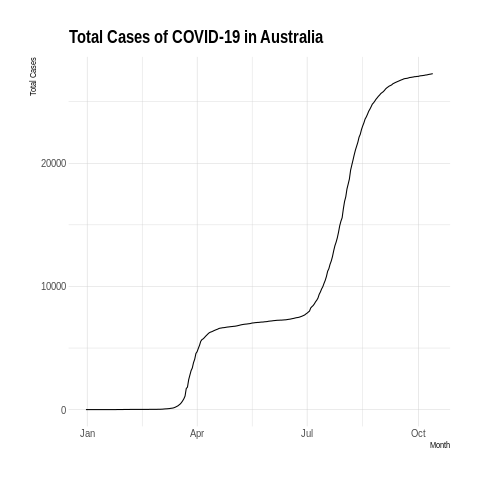 Total Cases of COVID-19 in Australia
Total Cases
20000
10000
0
Jan Apr Jul Oct
Month